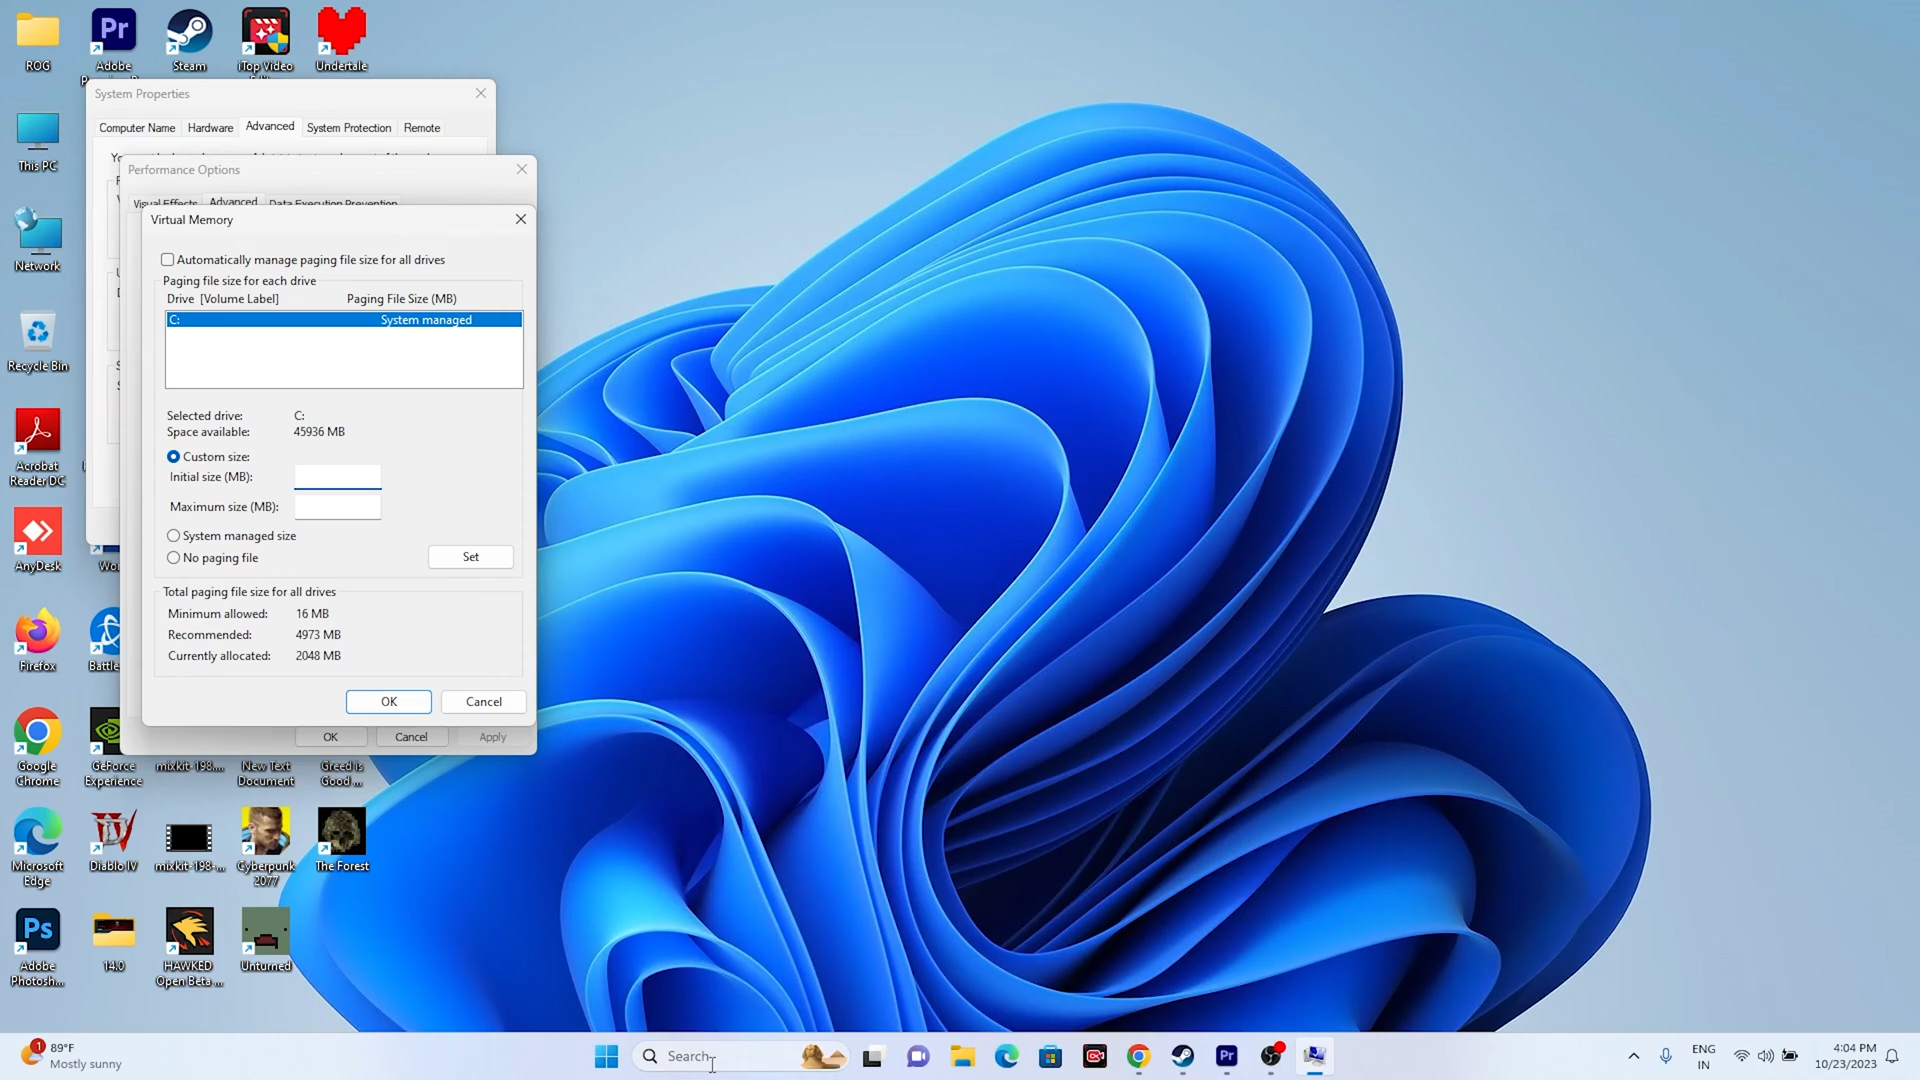 ROG
Adobe
Steam
iTop Video
Undertale
System Properties
Computer Name
Hardware
Advanced
System Protection
Remote
This PC
Performance Options
Visual Effects
Advanced
Data Execution Prevention
Virtual Memory
Network
Automatically manage paging file size for all drives
Paging file size for each drive
Drive [Volume Label]
Paging File Size (MB)
C:
System managed
Recycle Bin
Selected drive:
C:
Space available:
45936 MB
Custom size:
Initial size (MB):
Maximum size (MB):
Acrobat
Reader DC
System managed size
No paging file
Set
AnyDesk
Total paging file size for all drives
Minimum allowed:
16 MB
Recommended:
4973 MB
Currently allocated:
2048 MB
Firefox
OK
Cancel
OK
Cancel
Apply
Google
Chrome
GeForce
Experience
mixkit-198....
New Text
Document
Greed is
Good ...
Microsoft
Edge
Diablo IV
mixkit-198-...
Cyberpunk
2077
The Forest
Adobe
Photosh...
14.0
HAWKED
Open Beta ...
Unturned
1
89°F
Mostly sunny
Search
ENG
IN
4:04 PM
10/23/2023